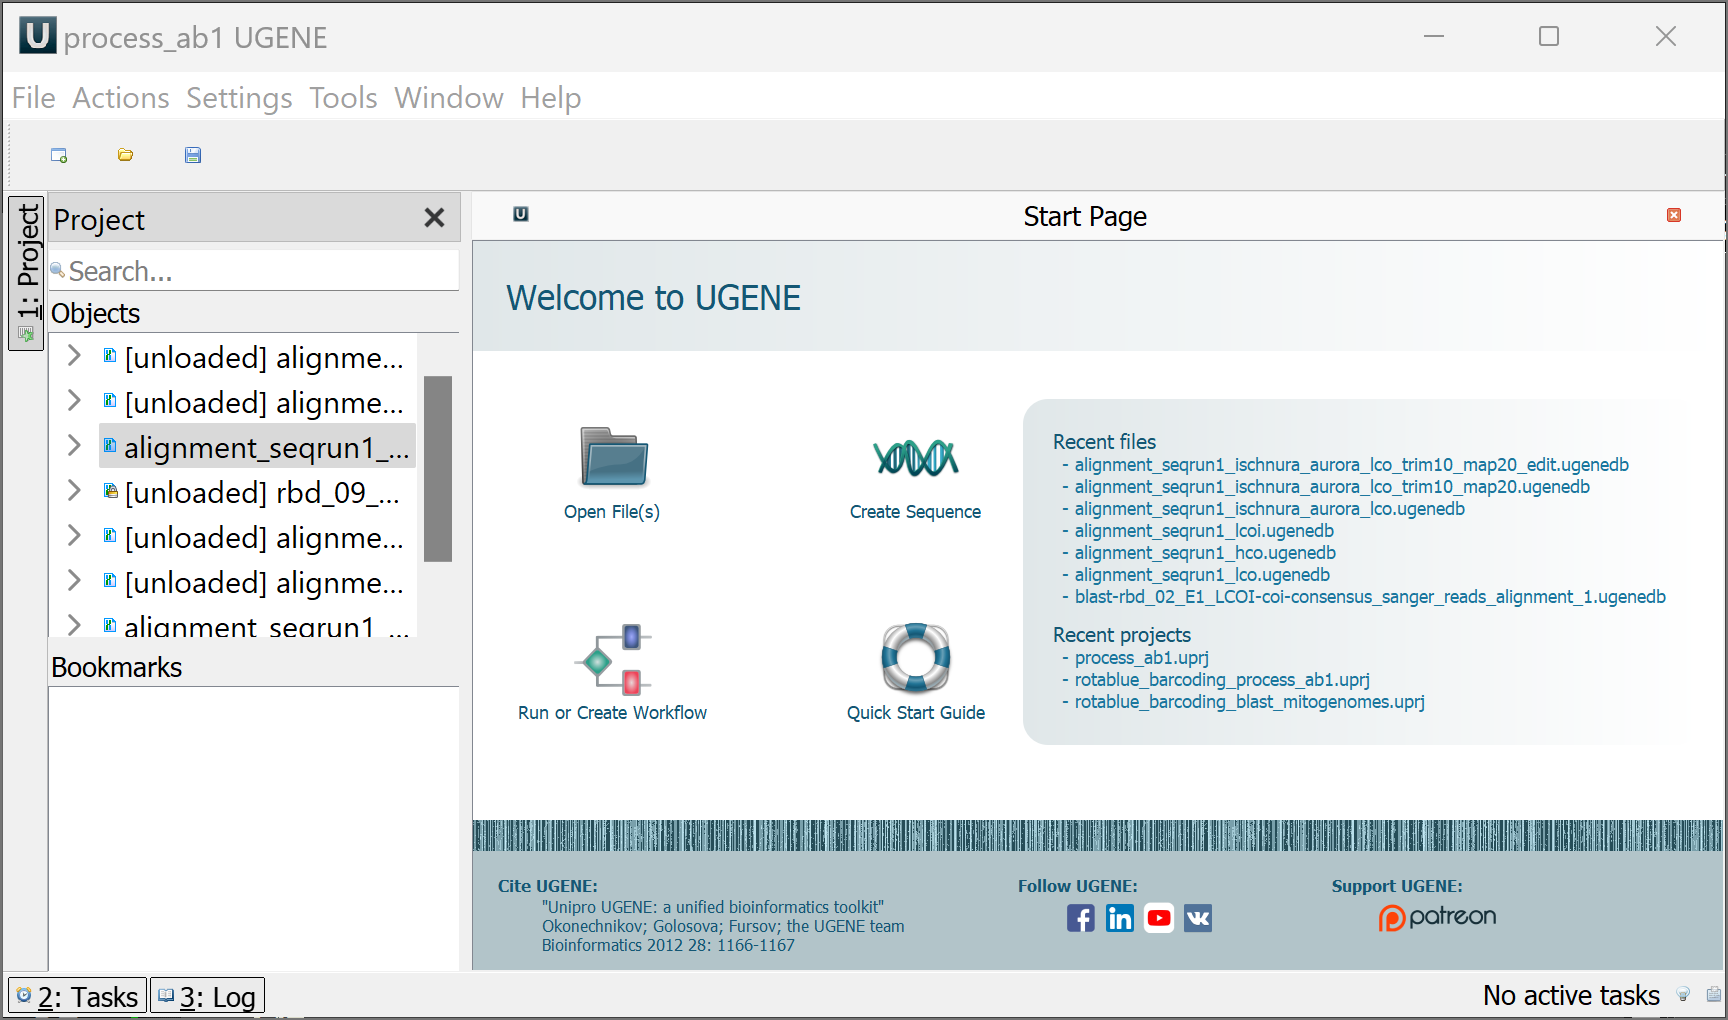 process_ab1 UGENE
File Actions Settings Tools Window Help
1: Project
Project
Start Page
Search...
Objects
[unloaded] alignme...
[unloaded] alignme...
alignment_seqrun1_...
[unloaded] rbd_09_...
[unloaded] alignme...
[unloaded] alignme...
alignment_seqrun1_...
Bookmarks
Welcome to UGENE
Open File(s)
Create Sequence
Run or Create Workflow
Quick Start Guide
Recent files
- alignment_seqrun1_ischnura_aurora_lco_trim10_map20_edit.ugenedb
- alignment_seqrun1_ischnura_aurora_lco_trim10_map20.ugenedb
- alignment_seqrun1_ischnura_aurora_lco.ugenedb
- alignment_seqrun1_lcoi.ugenedb
- alignment_seqrun1_hco.ugenedb
- alignment_seqrun1_lco.ugenedb
- blast-rbd_02_E1_LCOI-coi-consensus_sanger_reads_alignment_1.ugenedb
Recent projects
- process_ab1.uprj
- rotablue_barcoding_process_ab1.uprj
- rotablue_barcoding_blast_mitogenomes.uprj
Cite UGENE:
"Unipro UGENE: a unified bioinformatics toolkit"
Okonechnikov; Golosova; Fursov; the UGENE team
Bioinformatics 2012 28: 1166-1167
Follow UGENE:
Support UGENE:
patreon
2: Tasks
3: Log
No active tasks